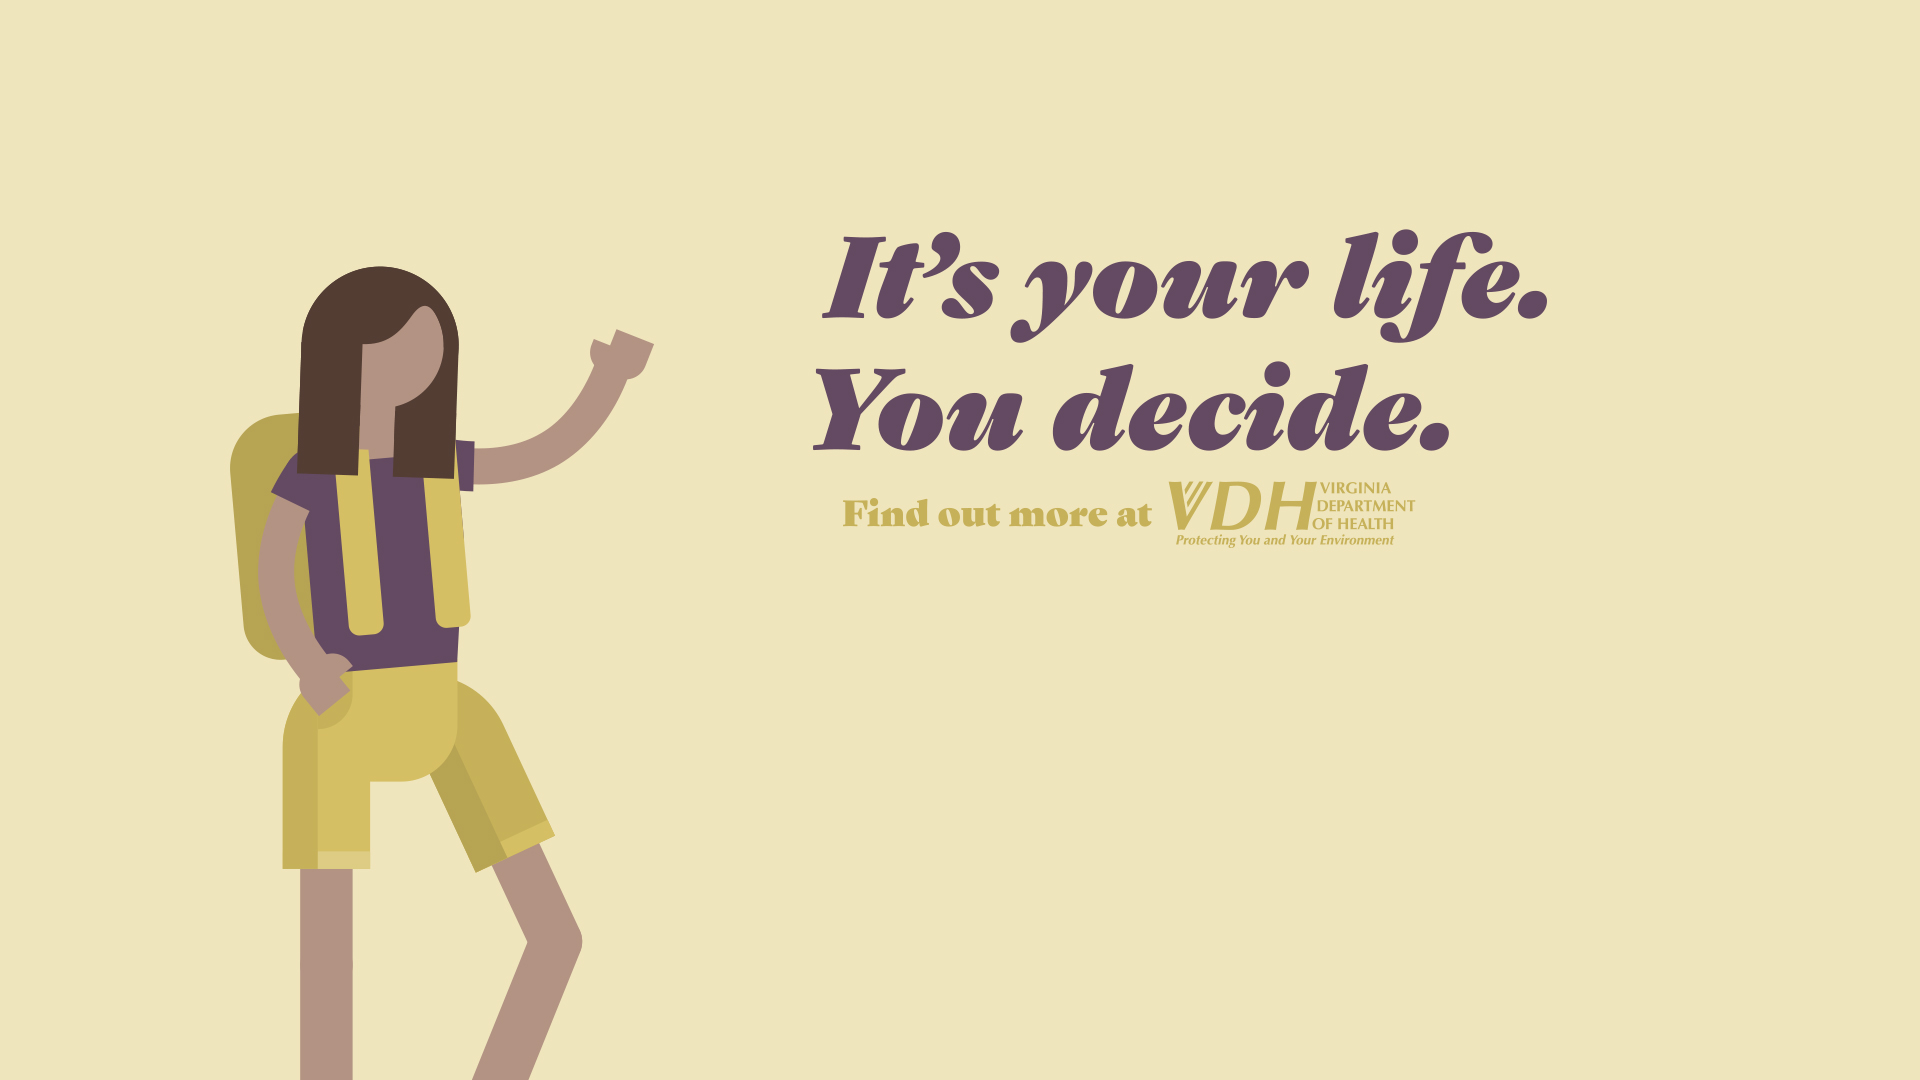 It’s your life.
You decide.
Find out more at
VDH VIRGINIA
DEPARTMENT
OF HEALTH
Protecting You and Your Environment